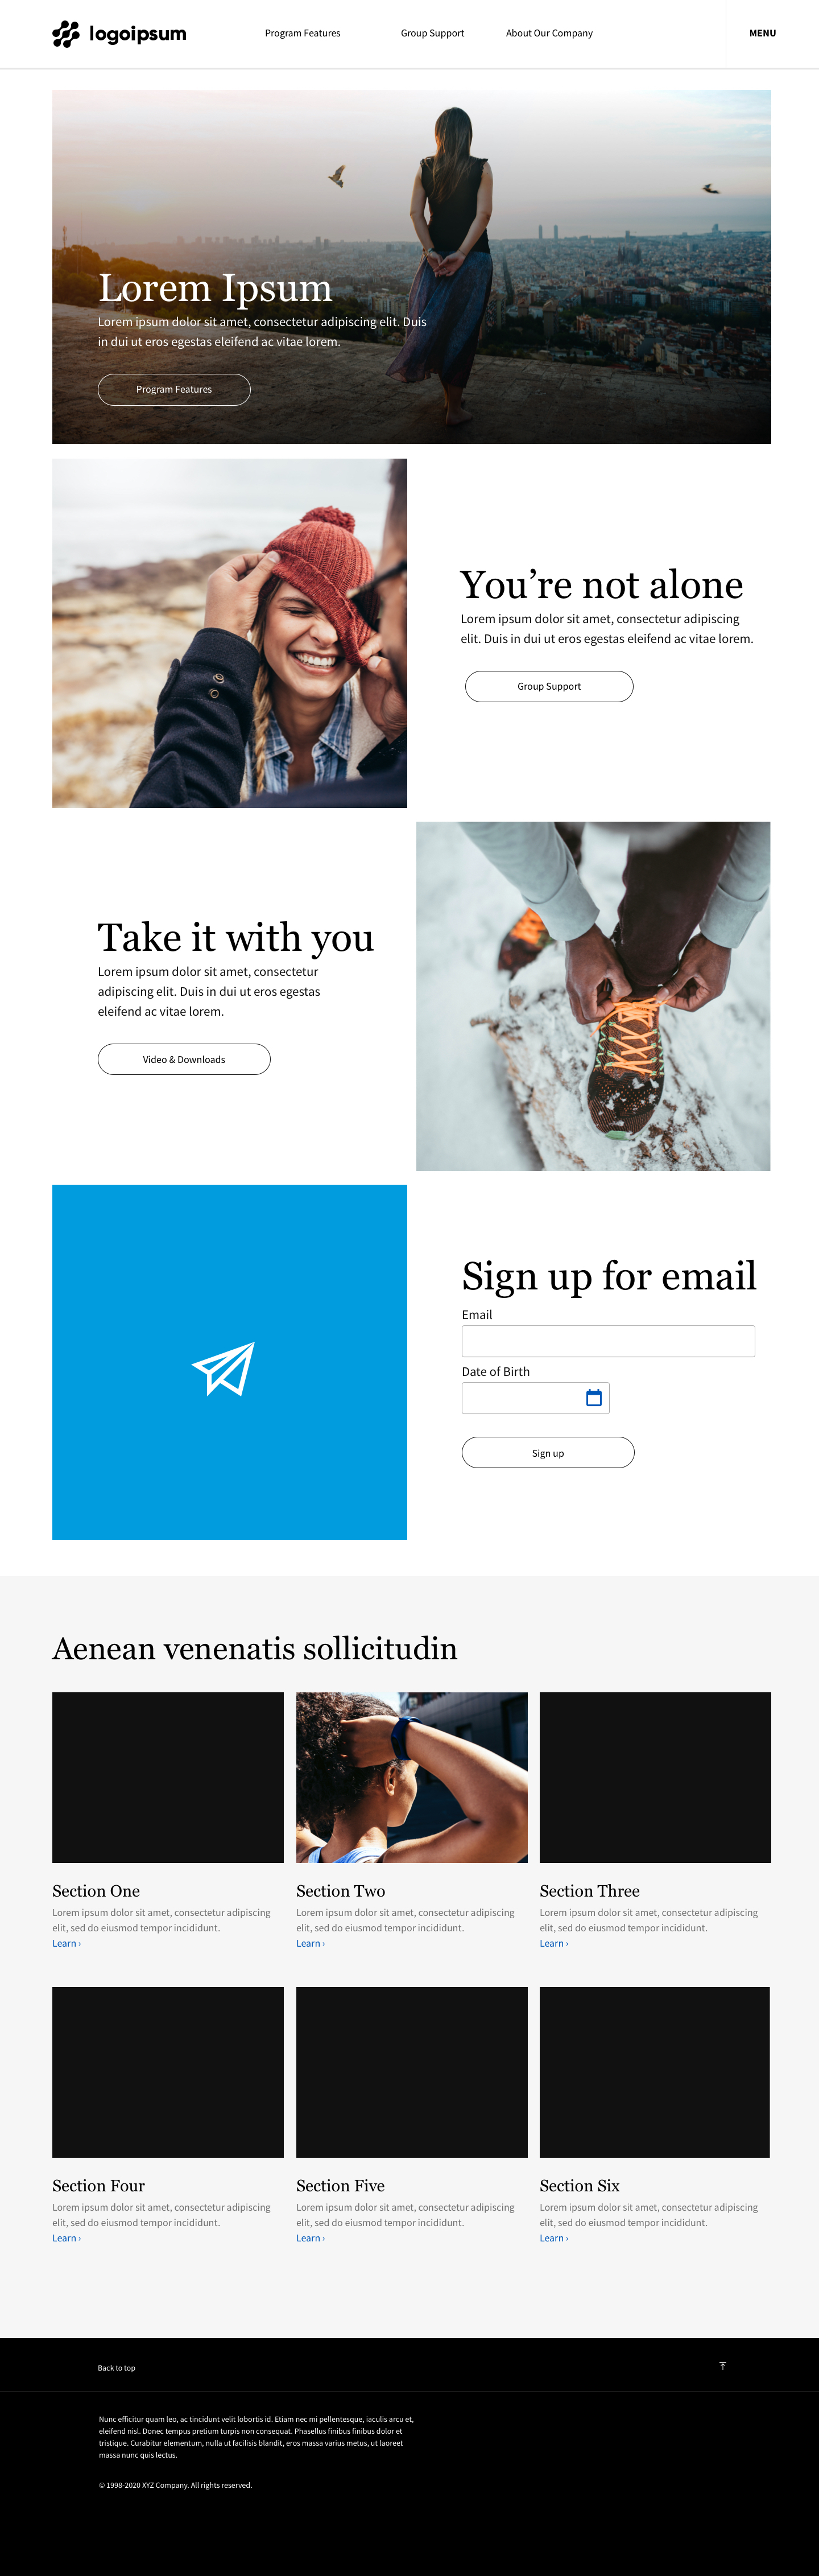 logoipsum
Program Features
Group Support
About Our Company
MENU
Lorem Ipsum
Lorem ipsum dolor sit amet, consectetur adipiscing elit. Duis
in dui ut eros egestas eleifend ac vitae lorem.
Program Features
You’re not alone
Lorem ipsum dolor sit amet, consectetur adipiscing
elit. Duis in dui ut eros egestas eleifend ac vitae lorem.
Group Support
Take it with you
Lorem ipsum dolor sit amet, consectetur
adipiscing elit. Duis in dui ut eros egestas
eleifend ac vitae lorem.
Video & Downloads
Sign up for email
Email
Date of Birth
Sign up
Aenean venenatis sollicitudin
Section One
Lorem ipsum dolor sit amet, consectetur adipiscing
elit, sed do eiusmod tempor incididunt.
Learn ›
Section Two
Lorem ipsum dolor sit amet, consectetur adipiscing
elit, sed do eiusmod tempor incididunt.
Learn ›
Section Three
Lorem ipsum dolor sit amet, consectetur adipiscing
elit, sed do eiusmod tempor incididunt.
Learn ›
Section Four
Lorem ipsum dolor sit amet, consectetur adipiscing
elit, sed do eiusmod tempor incididunt.
Learn ›
Section Five
Lorem ipsum dolor sit amet, consectetur adipiscing
elit, sed do eiusmod tempor incididunt.
Learn ›
Section Six
Lorem ipsum dolor sit amet, consectetur adipiscing
elit, sed do eiusmod tempor incididunt.
Learn ›
Back to top
Nunc efficitur quam leo, ac tincidunt velit lobortis id. Etiam nec mi pellentesque, iaculis arcu et,
eleifend nisl. Donec tempus pretium turpis non consequat. Phasellus finibus finibus dolor et
tristique. Curabitur elementum, nulla ut facilisis blandit, eros massa varius metus, ut laoreet
massa nunc quis lectus.
© 1998-2020 XYZ Company. All rights reserved.